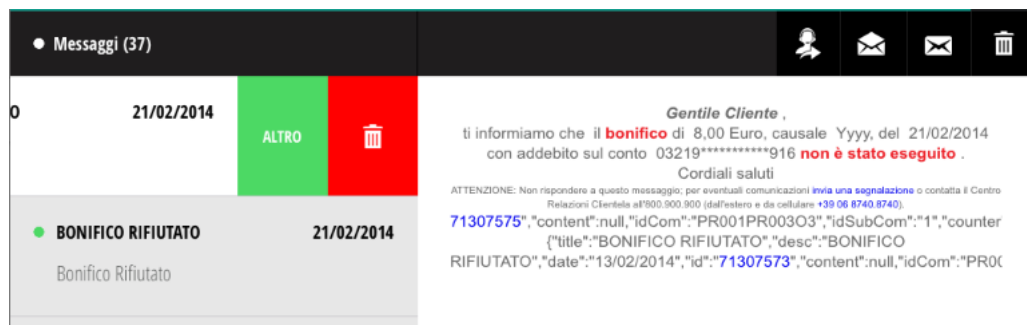 Messaggi (37)
O 21/02/2014
ALTRO
BONIFICO RIFIUTATO 21/02/2014
Bonifico Rifiutato
Gentile Cliente ,
ti informiamo che il bonifico di 8,00 Euro, causale Yyyy, del 21/02/2014
con addebito sul conto 03219***********916 non è stato eseguito .
Cordiali saluti
ATTENZIONE: Non rispondere a questo messaggio; per eventuali comunicazioni invia una segnalazione o contatta il Centro
Relazioni Clientela all'800.900.900 (dall'estero e da cellulare +39 06 8740.8740).
71307575","content":null,"idCom":"PR001PR003O3","idSubCom":"1","counter
{"title":"BONIFICO RIFIUTATO","desc":"BONIFICO
RIFIUTATO","date":"13/02/2014","id":"71307573","content":null,"idCom":"PR00